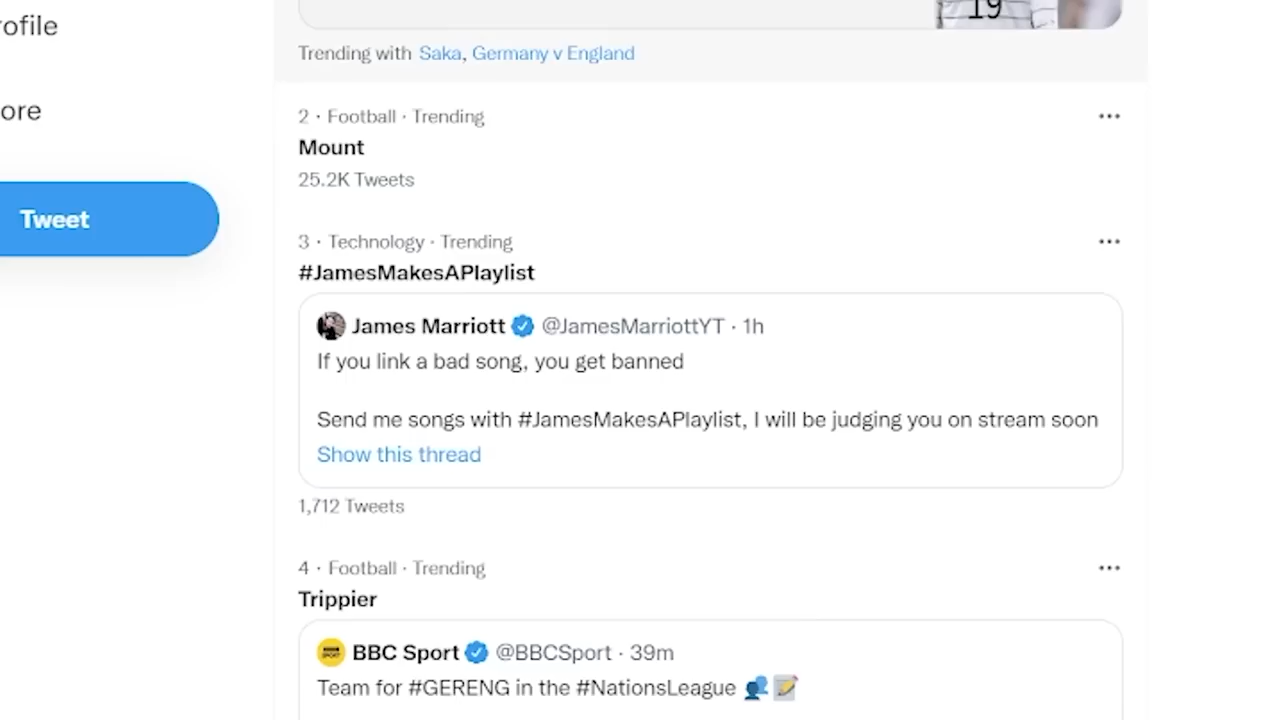 rofile
ore
Tweet
19
Trending with Saka, Germany v England
2 · Football · Trending
Mount
25.2K Tweets
3 · Technology · Trending
#JamesMakesAPlaylist
James Marriott @JamesMarriottYT · 1h
If you link a bad song, you get banned
Send me songs with #JamesMakesAPlaylist, I will be judging you on stream soon
Show this thread
1,712 Tweets
4 · Football · Trending
Trippier
BBC Sport @BBCSport · 39m
Team for #GERENG in the #NationsLeague 👥📝